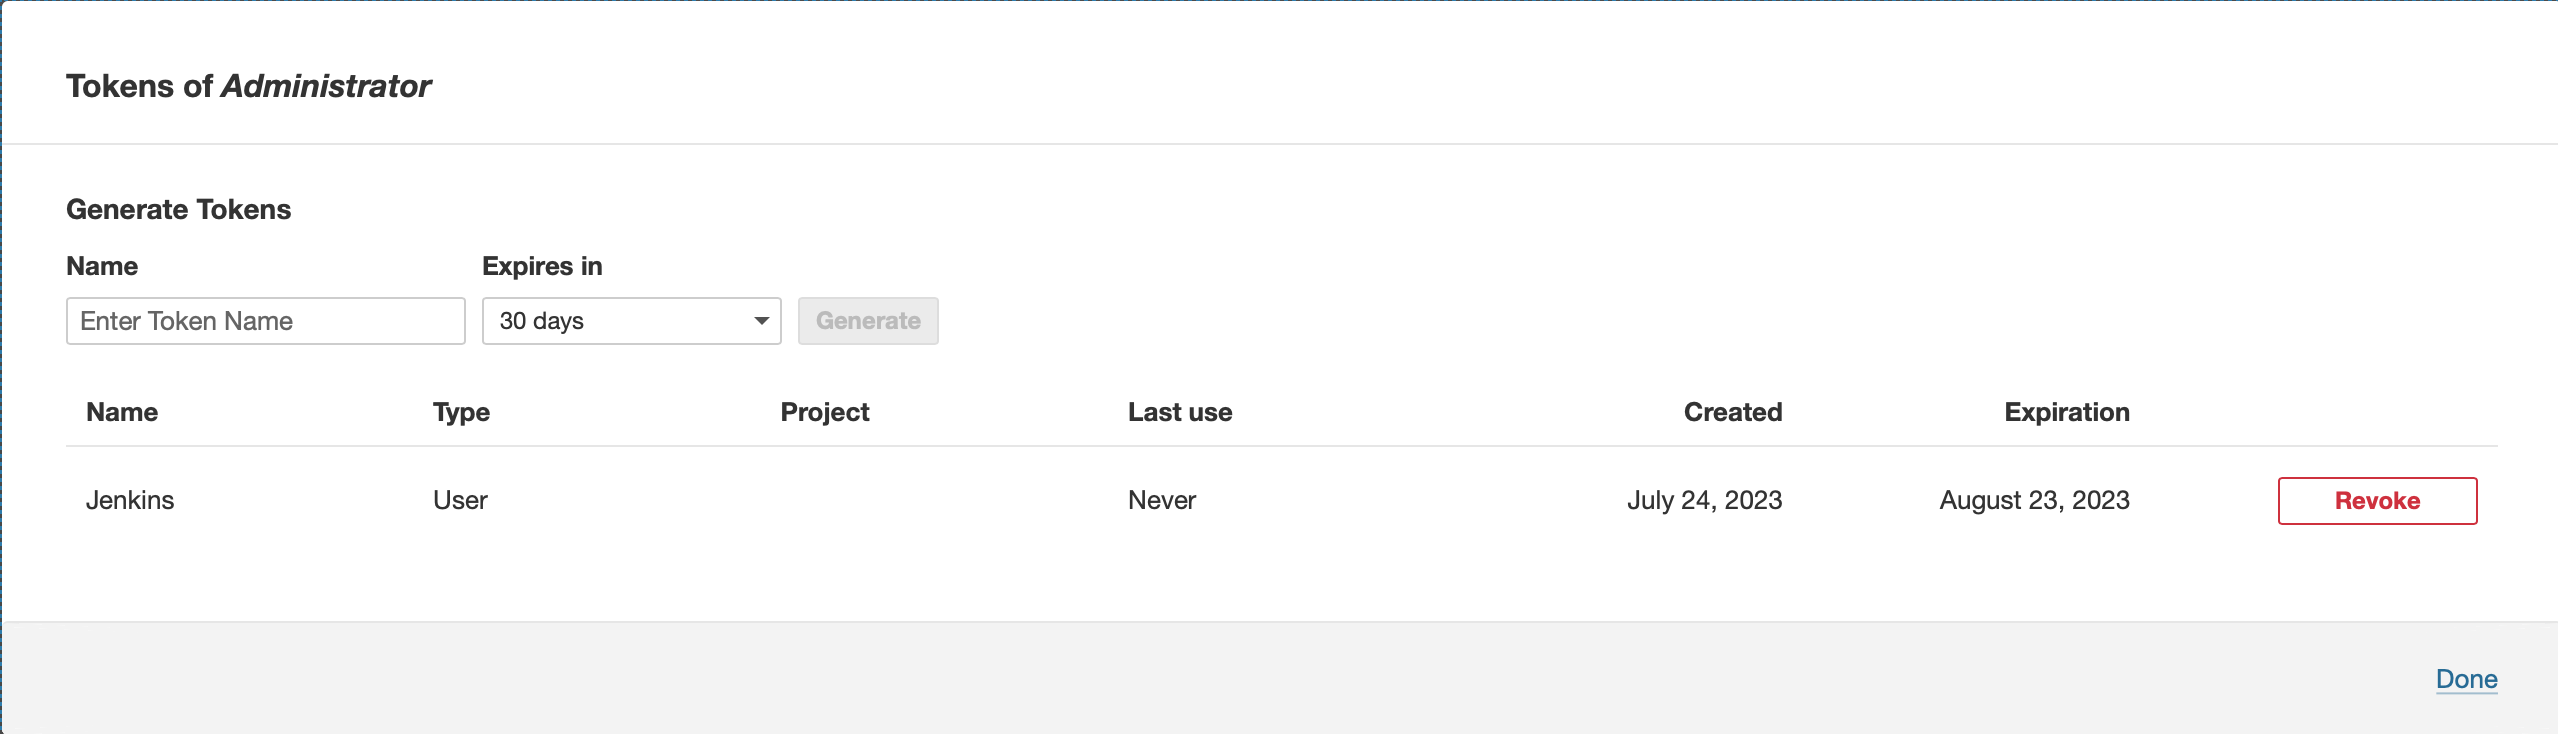 Tokens of Administrator
Generate Tokens
Name Expires in
Enter Token Name 30 days Generate
Name Type Project Last use Created Expiration
Jenkins User Never July 24, 2023 August 23, 2023 Revoke
Done